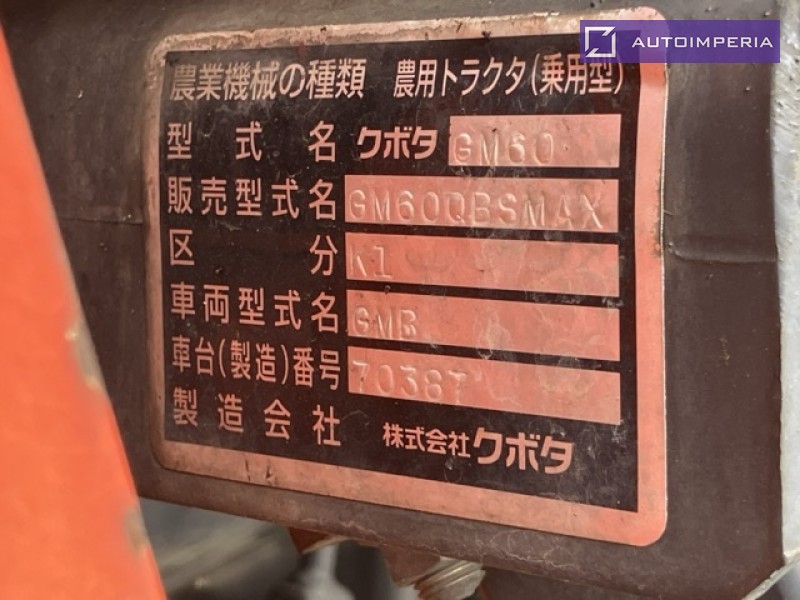 AUTOIMPERIA
農業機械の種類 農用トラクタ(乗用型)
型式名 クボタ GM60
販売型式名 GM60QBSMAX
区分 K1
車両型式名 GMB
車台(製造)番号 70387
製造会社 株式会社クボタ